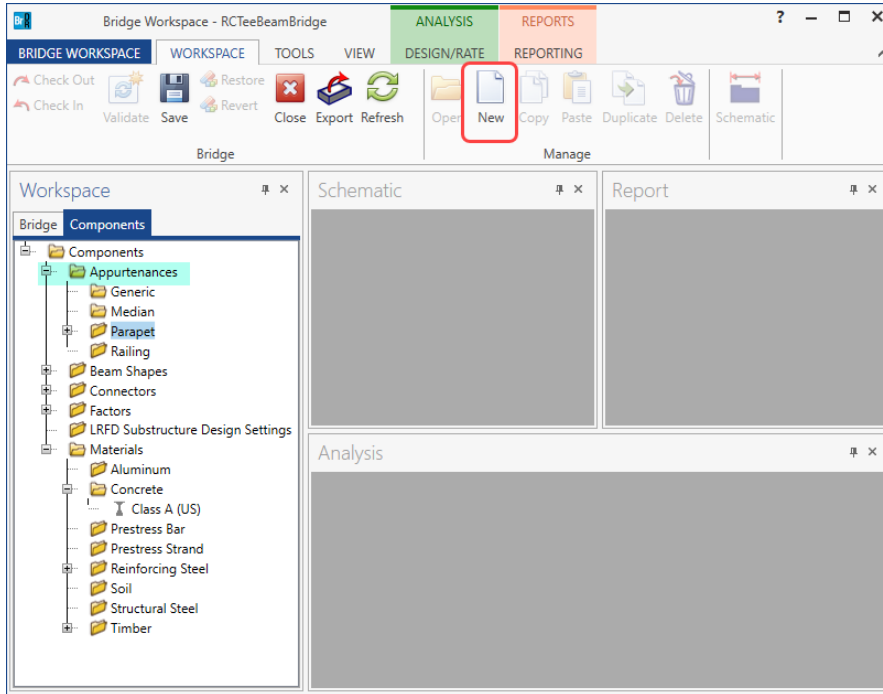 Br Bridge Workspace - RCTeeBeamBridge ANALYSIS REPORTS ?
BRIDGE WORKSPACE WORKSPACE TOOLS VIEW DESIGN/RATE REPORTING
Check Out
Check In
Validate
Save
Restore
Revert
Close
Export
Refresh
Bridge
Open
New
Copy
Paste
Duplicate
Delete
Schematic
Manage
Workspace
Bridge Components
Components
Appurtenances
Generic
Median
Parapet
Railing
Beam Shapes
Connectors
Factors
LRFD Substructure Design Settings
Materials
Aluminum
Concrete
Class A (US)
Prestress Bar
Prestress Strand
Reinforcing Steel
Soil
Structural Steel
Timber
Schematic
Report
Analysis